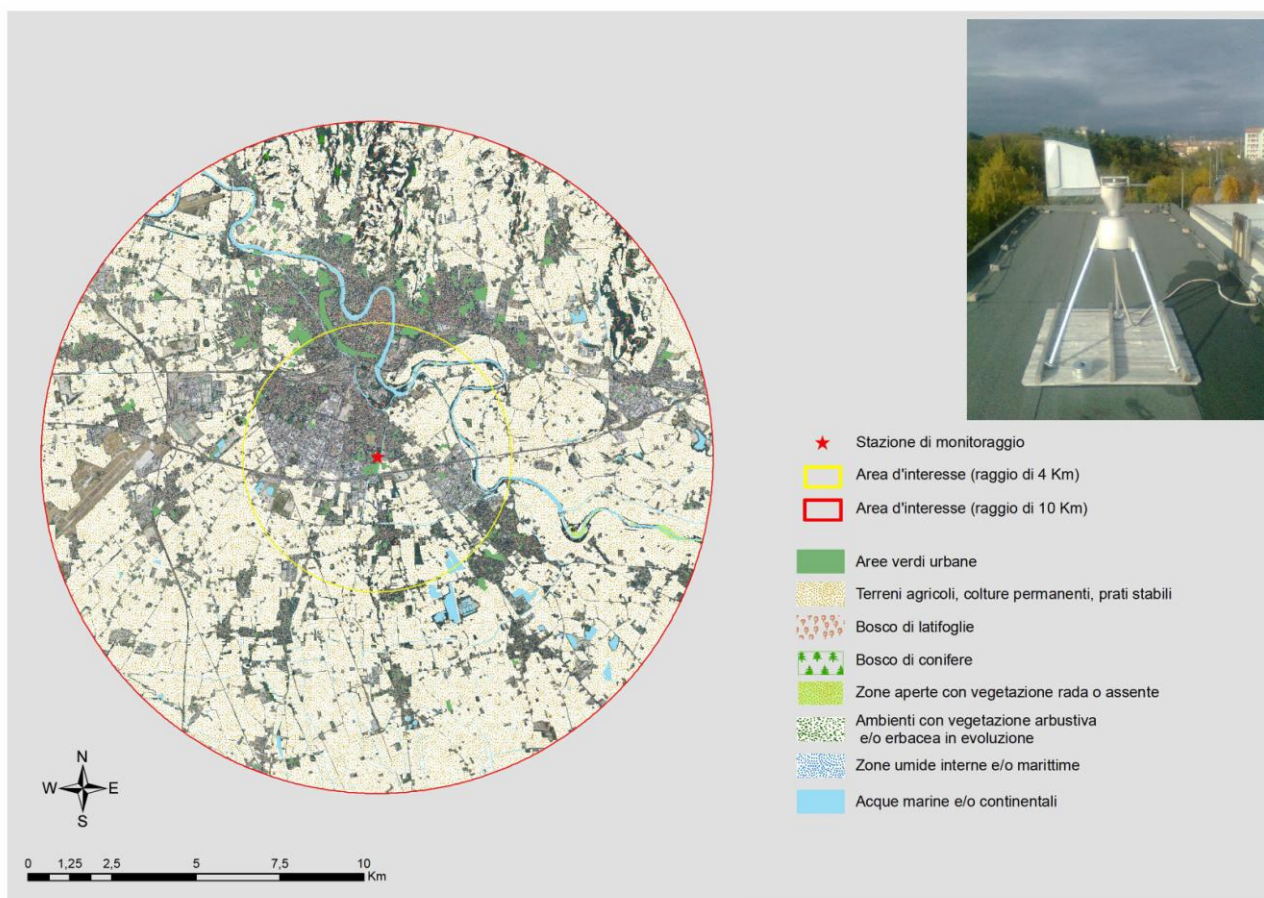 Stazione di monitoraggio
Area d'interesse (raggio di 4 Km)
Area d'interesse (raggio di 10 Km)
Aree verdi urbane
Terreni agricoli, colture permanenti, prati stabili
Bosco di latifoglie
Bosco di conifere
Zone aperte con vegetazione rada o assente
Ambienti con vegetazione arbustiva
e/o erbacea in evoluzione
Zone umide interne e/o marittime
Acque marine e/o continentali
N
W E
S
0 1,25 2,5 5 7,5 10
Km